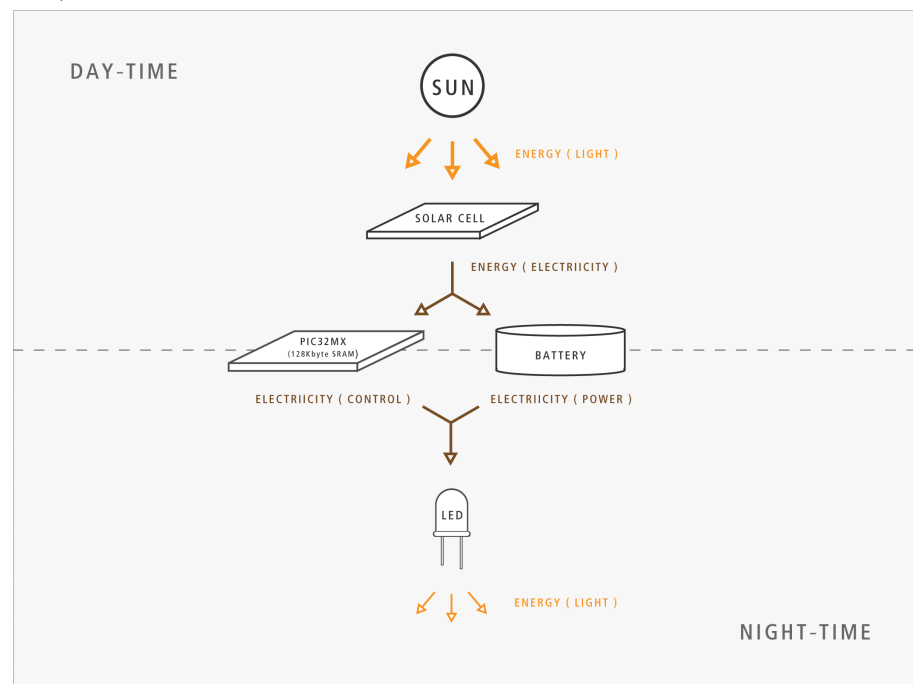 DAY-TIME
SUN
ENERGY ( LIGHT )
SOLAR CELL
ENERGY ( ELECTRIICITY )
PIC32MX
(128Kbyte SRAM)
BATTERY
ELECTRIICITY ( CONTROL )
ELECTRIICITY ( POWER )
LED
ENERGY ( LIGHT )
NIGHT-TIME